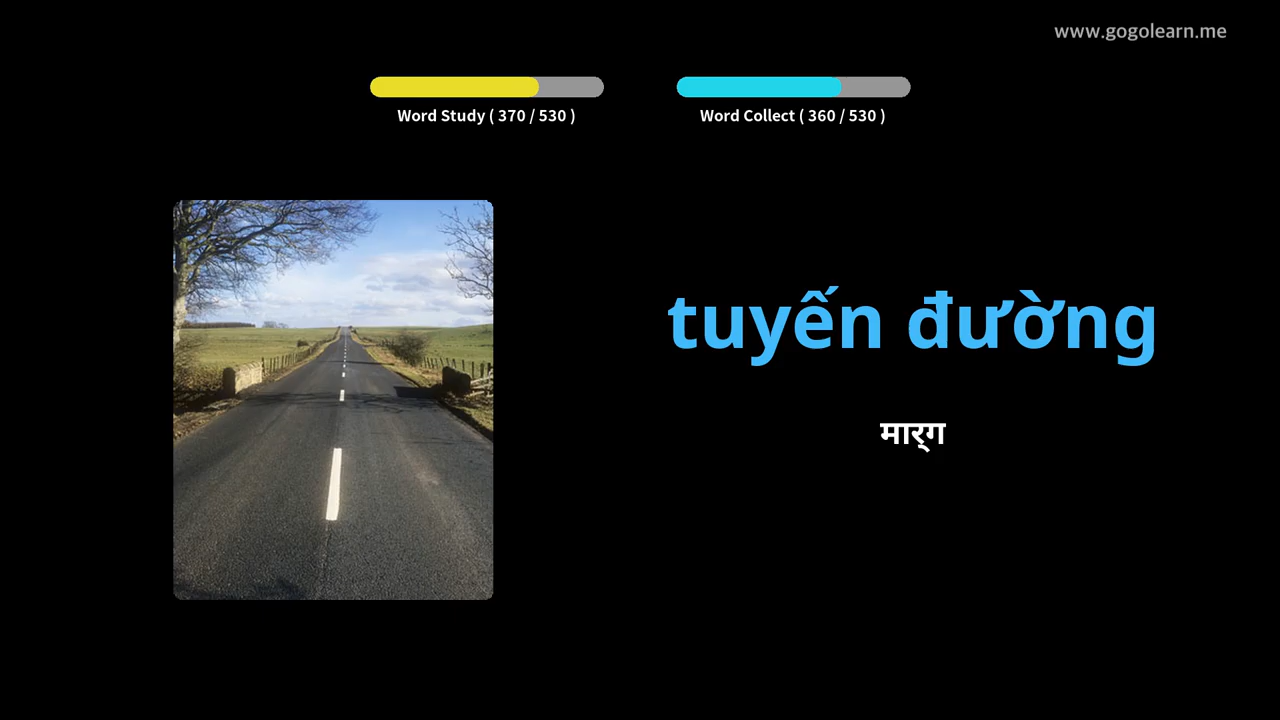 www.gogolearn.me
Word Study ( 370 / 530 )
Word Collect ( 360 / 530 )
tuyến đường
मार्ग